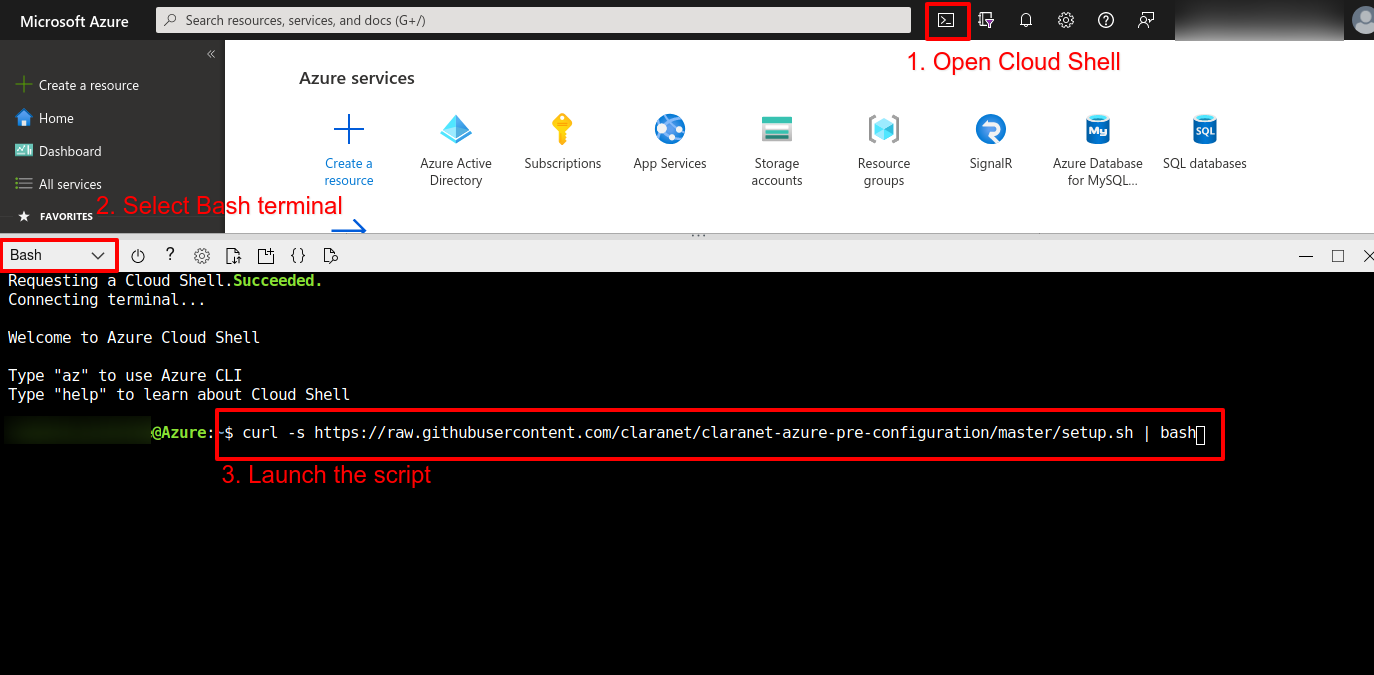 Microsoft Azure
Search resources, services, and docs (G+/)
1. Open Cloud Shell
«
Create a resource
Home
Dashboard
All services
FAVORITES
Azure services
Create a
resource
Azure Active
Directory
Subscriptions
App Services
Storage
accounts
Resource
groups
SignalR
My
Azure Database
for MySQL...
SQL
SQL databases
2. Select Bash terminal
Bash
Requesting a Cloud Shell.Succeeded.
Connecting terminal...
Welcome to Azure Cloud Shell
Type "az" to use Azure CLI
Type "help" to learn about Cloud Shell
@Azure:~$ curl -s https://raw.githubusercontent.com/claranet/claranet-azure-pre-configuration/master/setup.sh | bash
3. Launch the script